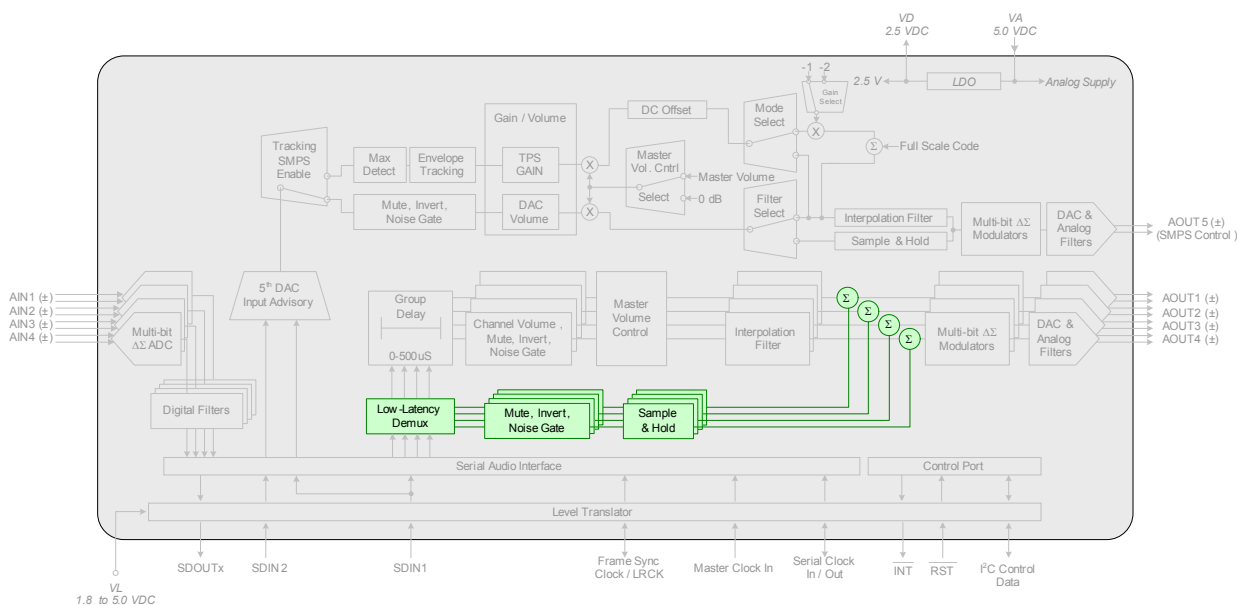 VD
2.5 VDC
VA
5.0 VDC
-1 -2
Gain
Select
2.5 V
LDO
Analog Supply
DC Offset
Mode
Select
X
Σ
Full Scale Code
Gain / Volume
Tracking
SMPS
Enable
Max
Detect
Envelope
Tracking
TPS
GAIN
X
Master
Vol. Cntrl
Select
Master Volume
0 dB
Mute, Invert,
Noise Gate
DAC
Volume
X
Filter
Select
Interpolation Filter
Sample & Hold
Multi-bit ΔΣ
Modulators
DAC &
Analog
Filters
AOUT5 (±)
(SMPS Control )
AIN1 (±)
AIN2 (±)
AIN3 (±)
AIN4 (±)
Multi-bit
ΔΣ ADC
5th DAC
Input Advisory
Group
Delay
0-500uS
Channel Volume ,
Mute, Invert,
Noise Gate
Master
Volume
Control
Interpolation
Filter
Σ
Σ
Σ
Σ
Multi-bit ΔΣ
Modulators
DAC &
Analog
Filters
AOUT1 (±)
AOUT2 (±)
AOUT3 (±)
AOUT4 (±)
Digital Filters
Low-Latency
Demux
Mute, Invert,
Noise Gate
Sample
& Hold
Serial Audio Interface
Control Port
Level Translator
VL
1.8 to 5.0 VDC
SDOUTx
SDIN2
SDIN1
Frame Sync
Clock / LRCK
Master Clock In
Serial Clock
In / Out
INT
RST
I²C Control
Data